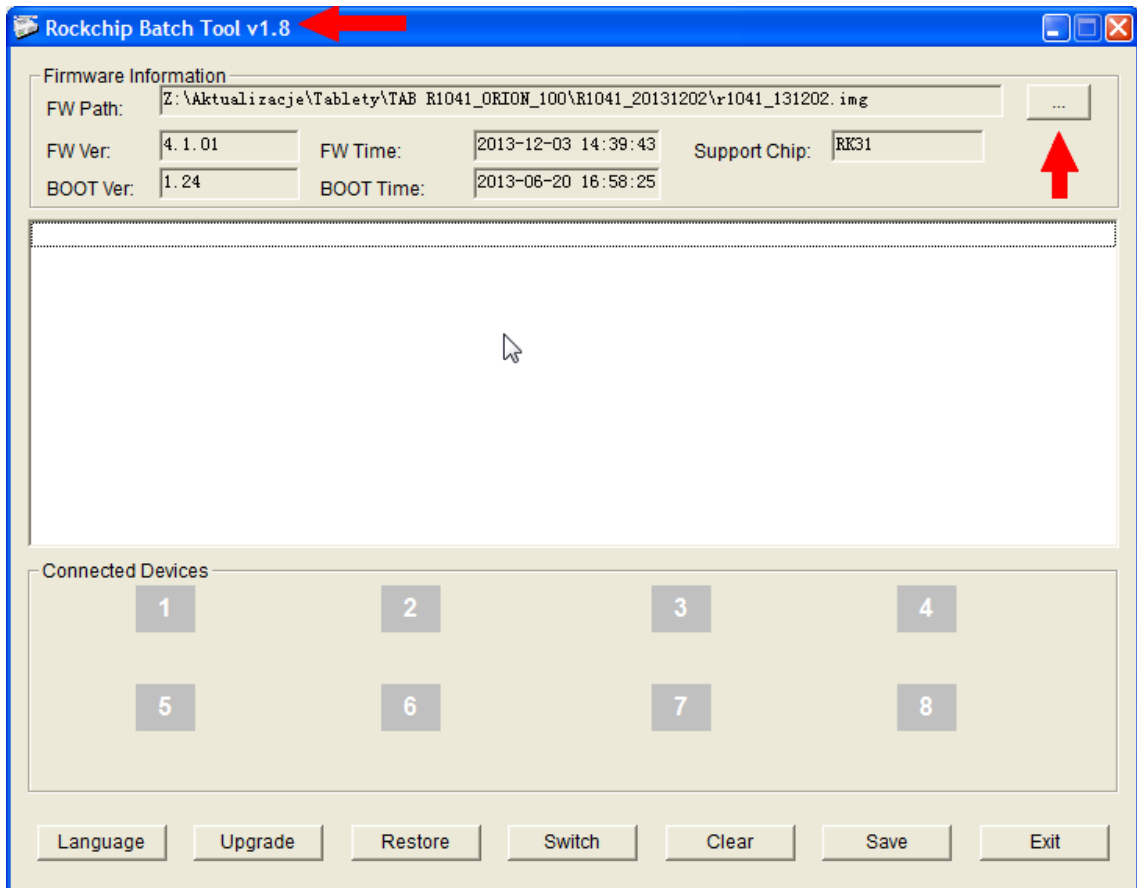 Rockchip Batch Tool v1.8
Firmware Information
FW Path: Z:\Aktualizacje\Tablety\TAB R1041_ORION_100\R1041_20131202\r1041_131202.img ...
FW Ver: 4.1.01 FW Time: 2013-12-03 14:39:43 Support Chip: RK31
BOOT Ver: 1.24 BOOT Time: 2013-06-20 16:58:25
Connected Devices
1 2 3 4
5 6 7 8
Language Upgrade Restore Switch Clear Save Exit